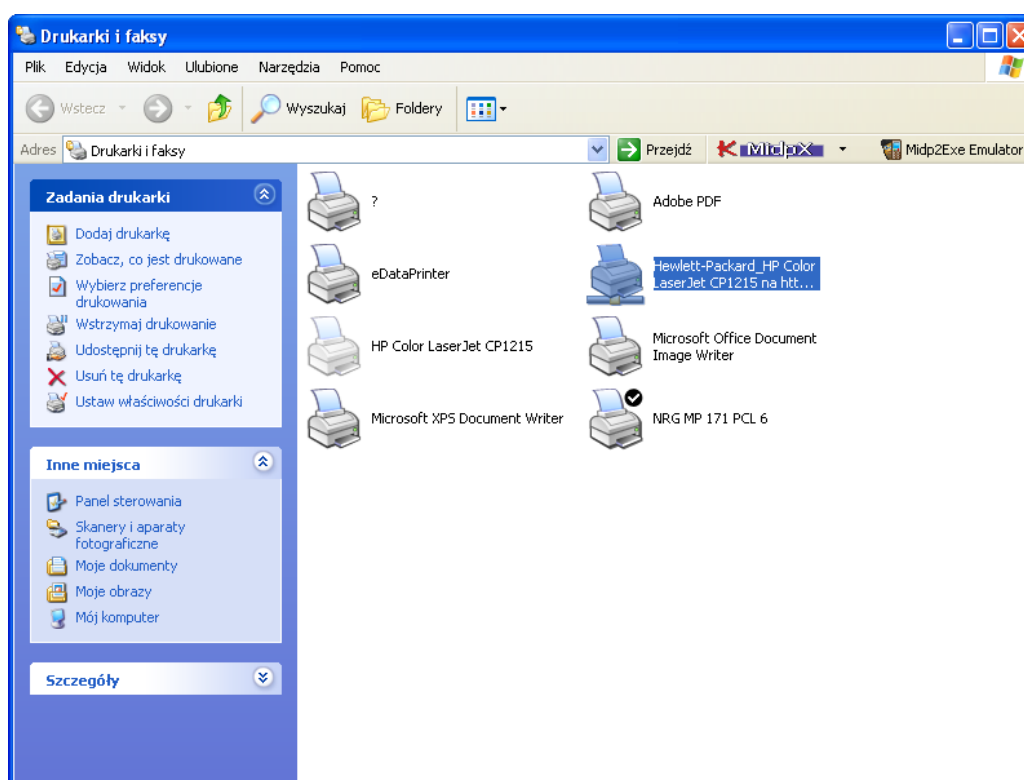 Drukarki i faksy
Plik Edycja Widok Ulubione Narzędzia Pomoc
Wstecz Wyszukaj Foldery
Adres Drukarki i faksy Przejdź K MidpX Midp2Exe Emulator
Zadania drukarki
Dodaj drukarkę
Zobacz, co jest drukowane
Wybierz preferencje
drukowania
Wstrzymaj drukowanie
Udostępnij tę drukarkę
Usuń tę drukarkę
Ustaw właściwości drukarki
Inne miejsca
Panel sterowania
Skanery i aparaty
fotograficzne
Moje dokumenty
Moje obrazy
Mój komputer
Szczegóły
?
Adobe PDF
eDataPrinter
Hewlett-Packard_HP Color
LaserJet CP1215 na htt...
HP Color LaserJet CP1215
Microsoft Office Document
Image Writer
Microsoft XPS Document Writer
NRG MP 171 PCL 6